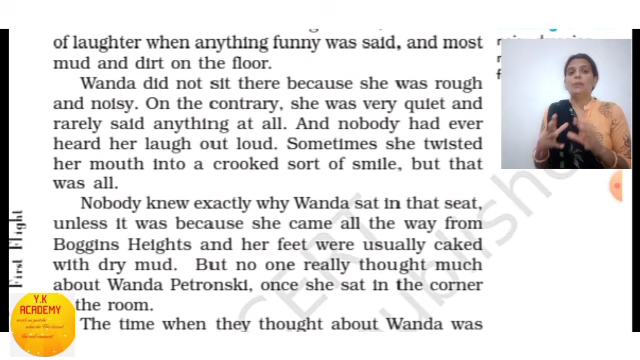 of laughter when anything funny was said, and most
mud and dirt on the floor.
Wanda did not sit there because she was rough
and noisy. On the contrary, she was very quiet and
rarely said anything at all. And nobody had ever
heard her laugh out loud. Sometimes she twisted
her mouth into a crooked sort of smile, but that
was all.
Nobody knew exactly why Wanda sat in that seat,
unless it was because she came all the way from
Boggins Heights and her feet were usually caked
with dry mud. But no one really thought much
about Wanda Petronski, once she sat in the corner
the room.
The time when they thought about Wanda was
First Flight
Y.K
ACADEMY